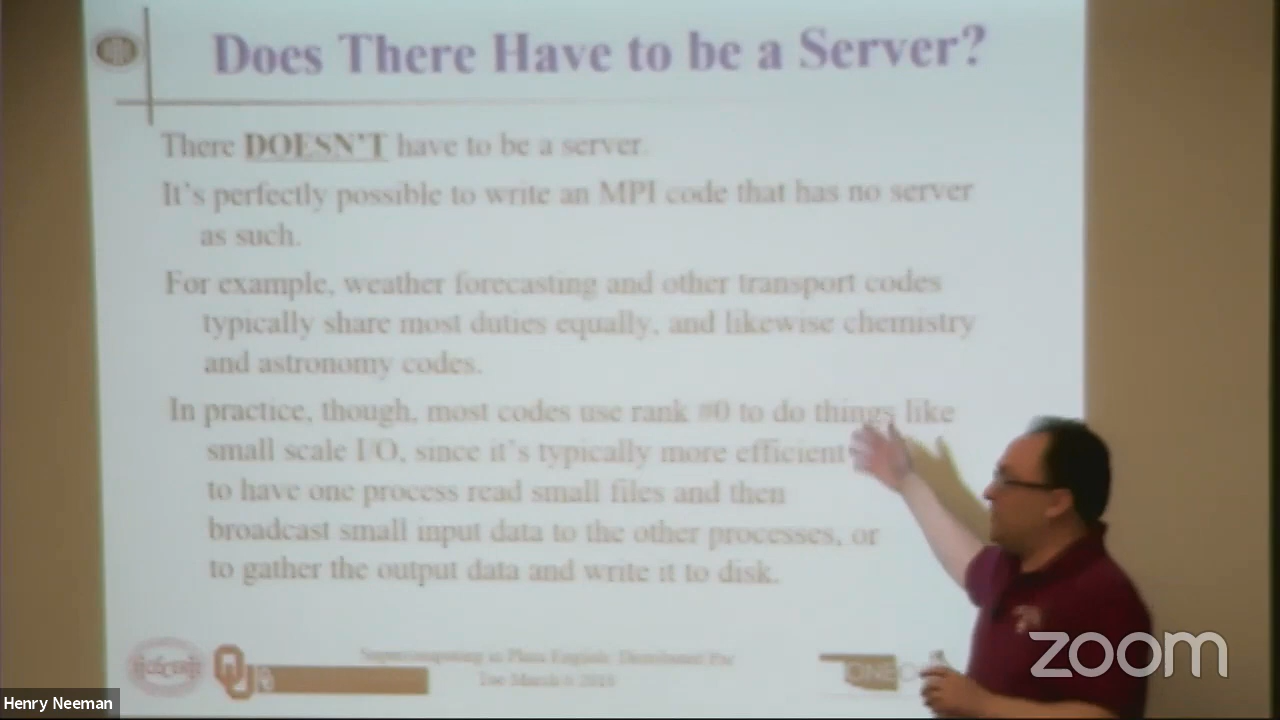 Does There Have to be a Server?
There DOESN'T have to be a server.
It's perfectly possible to write an MPI code that has no server
as such.
For example, weather forecasting and other transport codes
typically share most duties equally, and likewise chemistry
and astronomy codes.
In practice, though, most codes use rank #0 to do things like
small scale I/O, since it's typically more efficient
to have one process read small files and then
broadcast small input data to the other processes, or
to gather the output data and write it to disk.
Supercomputing in Plain English: Distributed Par
Tue March 6 2018
zoom
Henry Neeman